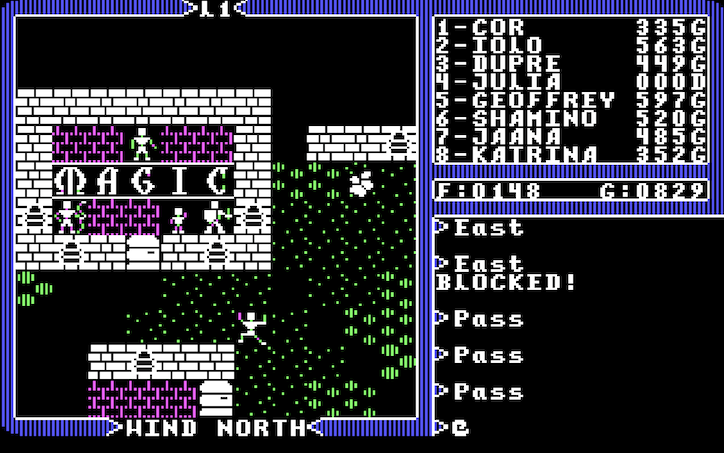 L1
MAGIC
WIND NORTH
1-COR 335G
2-IOLO 563G
3-DUPRE 449G
4-JULIA 000D
5-GEOFFREY 597G
6-SHAMINO 520G
7-JAANA 485G
8-KATRINA 352G
F:0148 G:0829
East
East
BLOCKED!
Pass
Pass
Pass